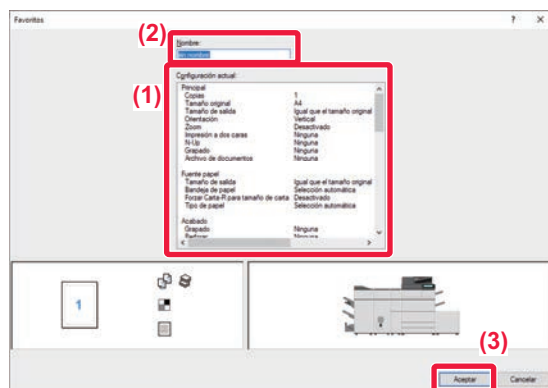 Favoritos ? X
(2)
Nombre:
(1)
Configuración actual:
Principal
Copias 1
Tamaño original A4
Tamaño de salida Igual que el tamaño original
Orientación Vertical
Zoom Desactivado
Impresión a dos caras Ninguna
N-Up Ninguna
Grapado Ninguna
Archivo de documentos Ninguna
Fuente papel
Tamaño de salida Igual que el tamaño original
Bandeja de papel Selección automática
Forzar Carta-R para tamaño de carta Desactivado
Tipo de papel Selección automática
Acabado
Grapado Ninguna
Perforar Ninguna
1
(3)
Aceptar Cancelar